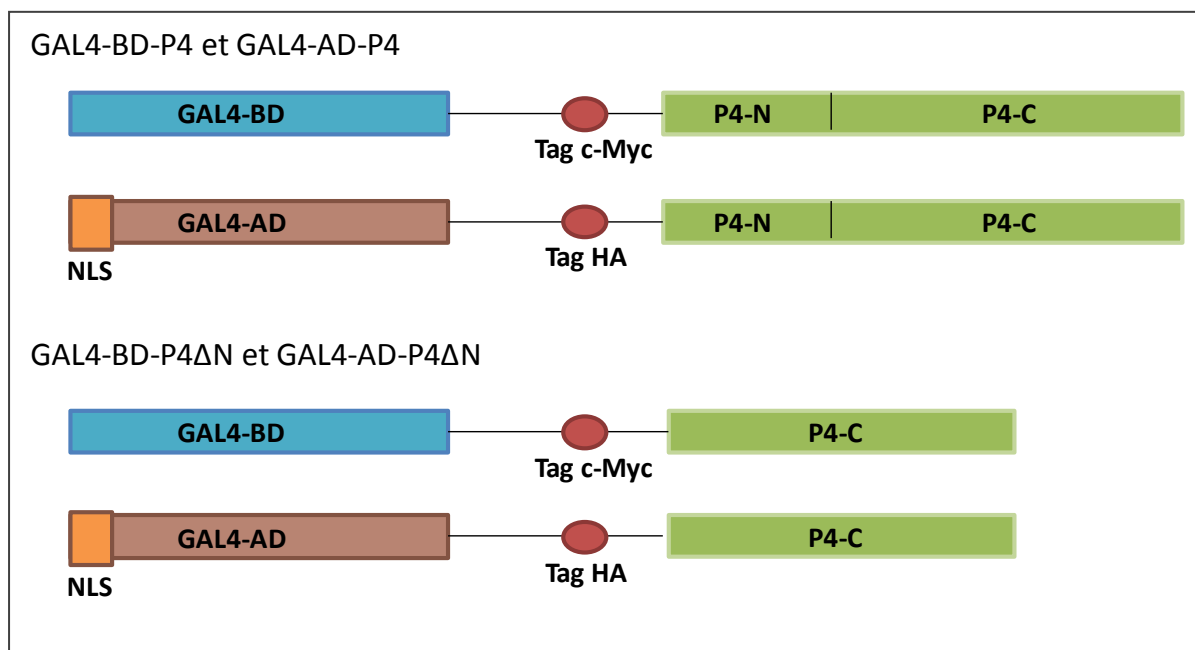 GAL4-BD-P4 et GAL4-AD-P4
GAL4-BD
P4-N
P4-C
Tag c-Myc
GAL4-AD
P4-N
P4-C
Tag HA
NLS
GAL4-BD-P4ΔN et GAL4-AD-P4ΔN
GAL4-BD
P4-C
Tag c-Myc
GAL4-AD
P4-C
Tag HA
NLS